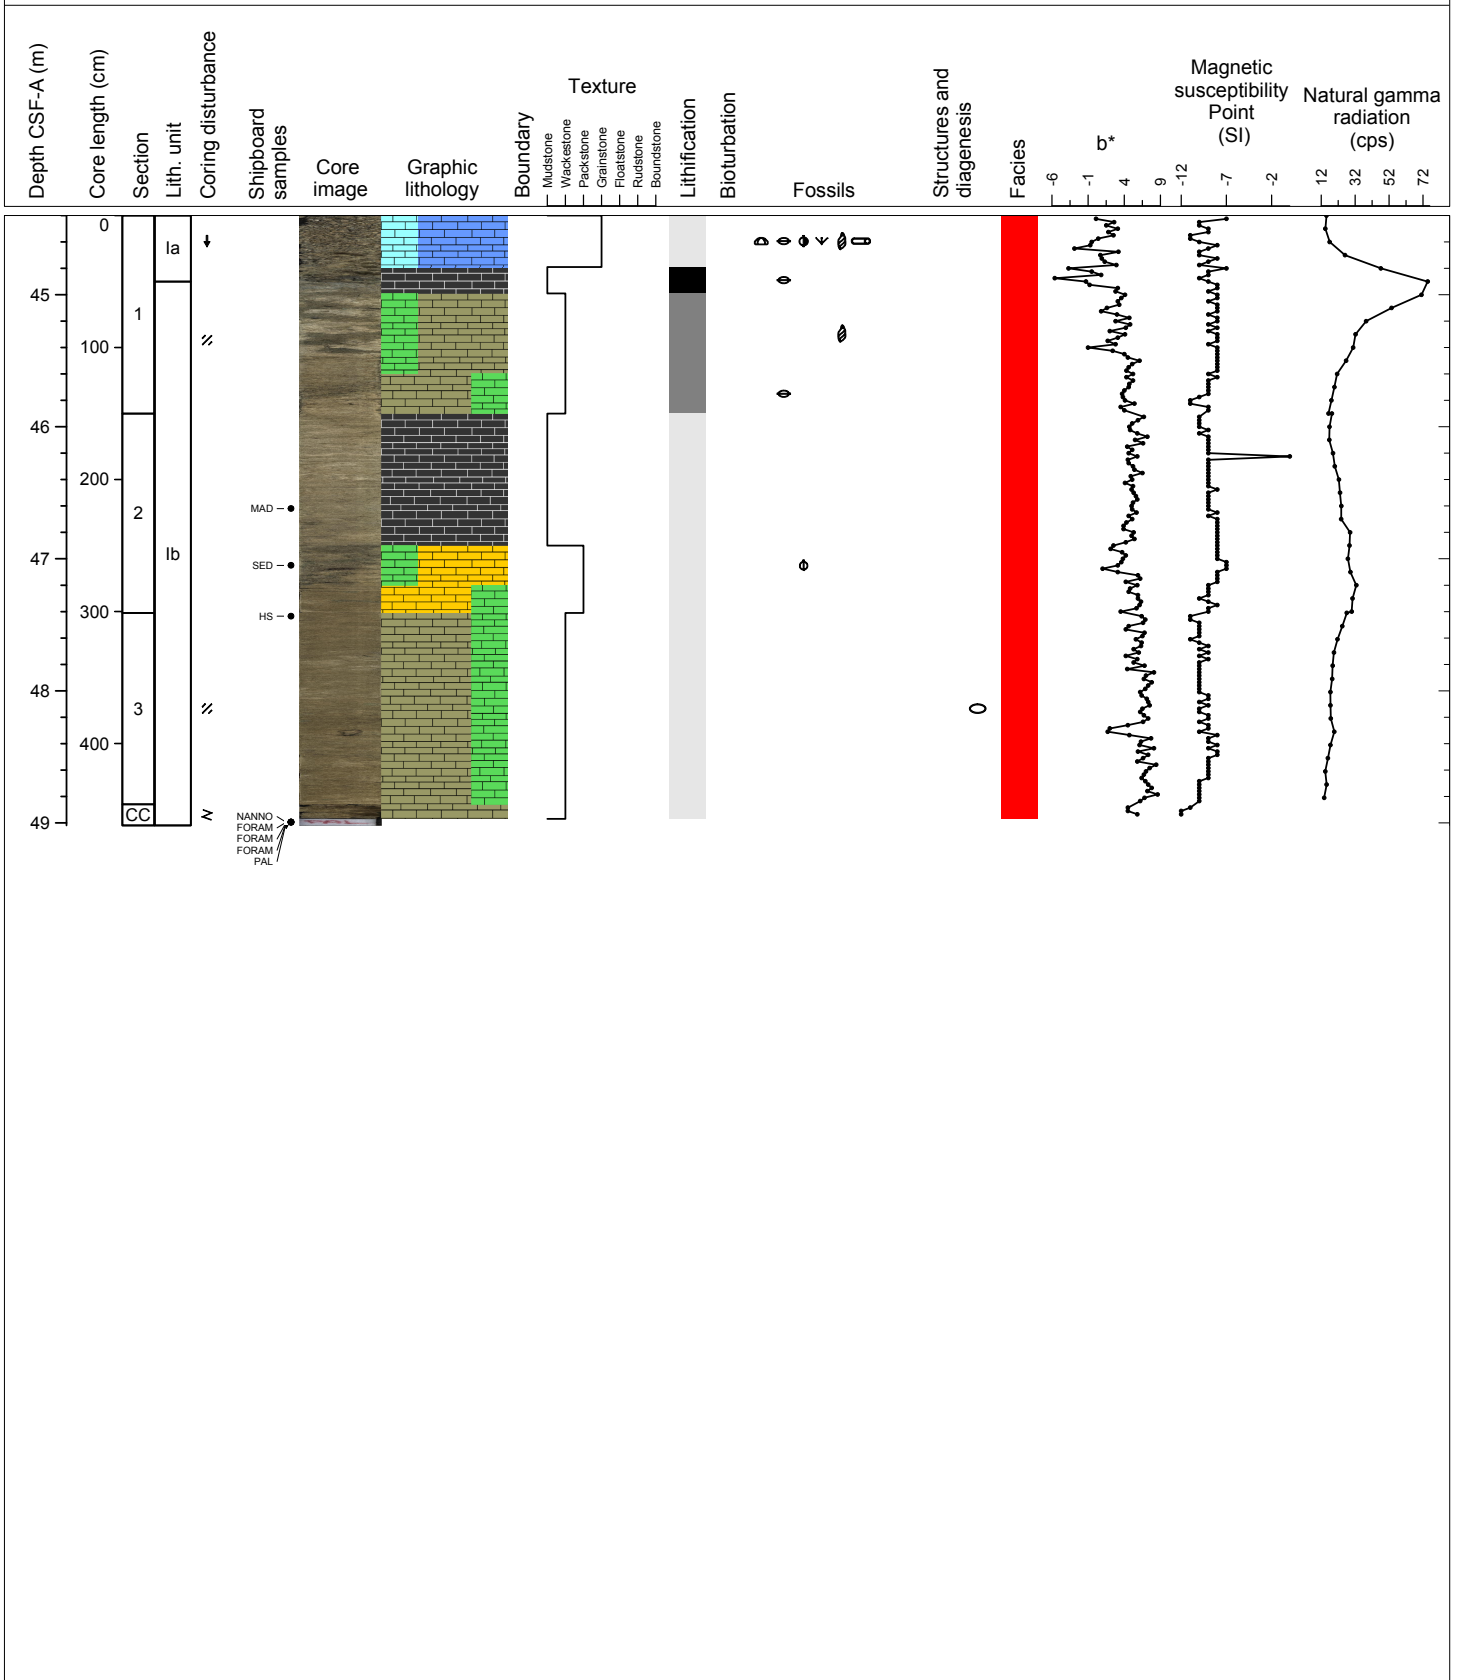 Depth CSF-A (m)
Core length (cm)
Section
Lith. unit
Coring disturbance
Shipboard
samples
Core
image
Graphic
lithology
Boundary
Texture
Mudstone
Wackestone
Packstone
Grainstone
Floatstone
Rudstone
Boundstone
Lithification
Bioturbation
Fossils
Structures and
diagenesis
Facies
b*
-6
-1
4
9
Magnetic
susceptibility
Point
(SI)
-12
-7
-2
Natural gamma
radiation
(cps)
12
32
52
72
45
46
47
48
49
0
100
200
300
400
1
2
3
CC
Ia
Ib
MAD
SED
HS
NANNO
FORAM
FORAM
FORAM
PAL